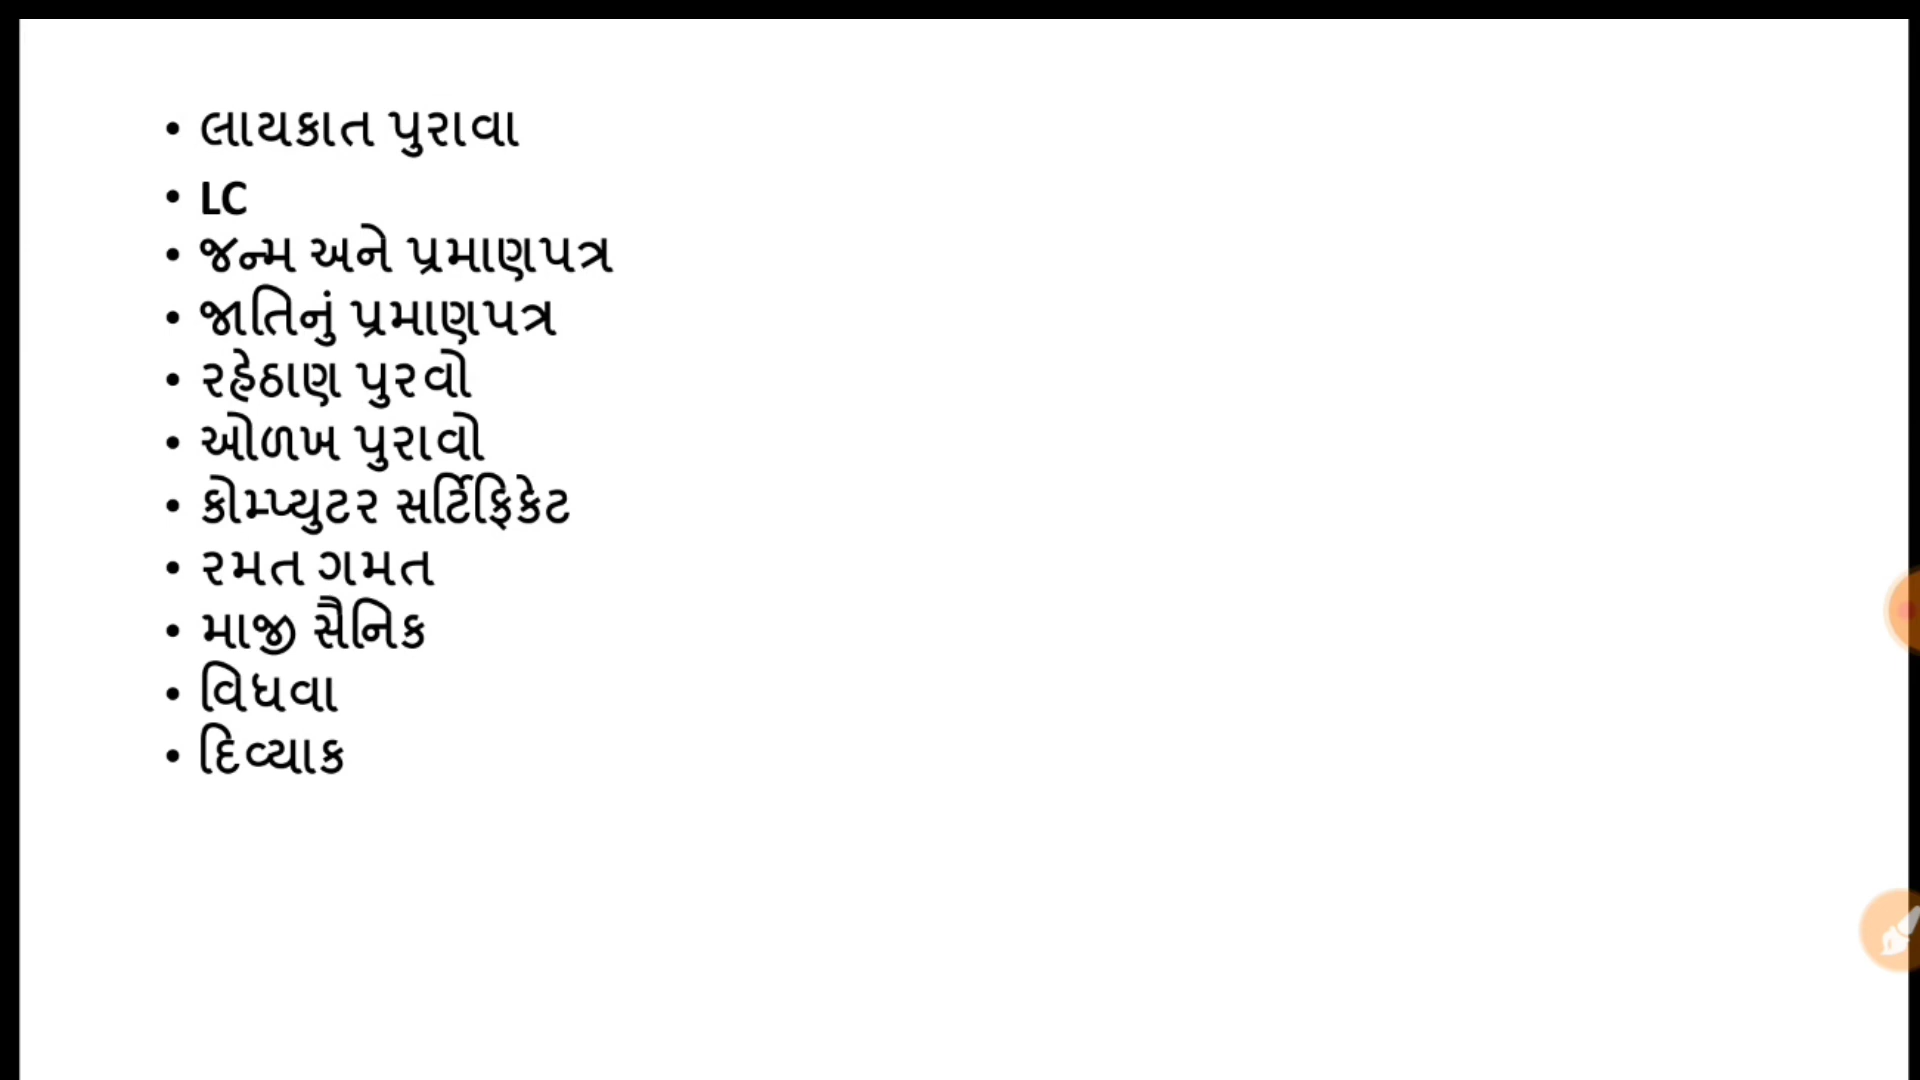 • લાયકાત પુરાવા
• LC
• જન્મ અને પ્રમાણપત્ર
• જાતિનું પ્રમાણપત્ર
• રહેઠાણ પુરવો
• ઓળખ પુરાવો
• કોમ્પ્યુટર સર્ટિફિકેટ
• રમત ગમત
• માજી સૈનિક
• વિધવા
• દિવ્યાક